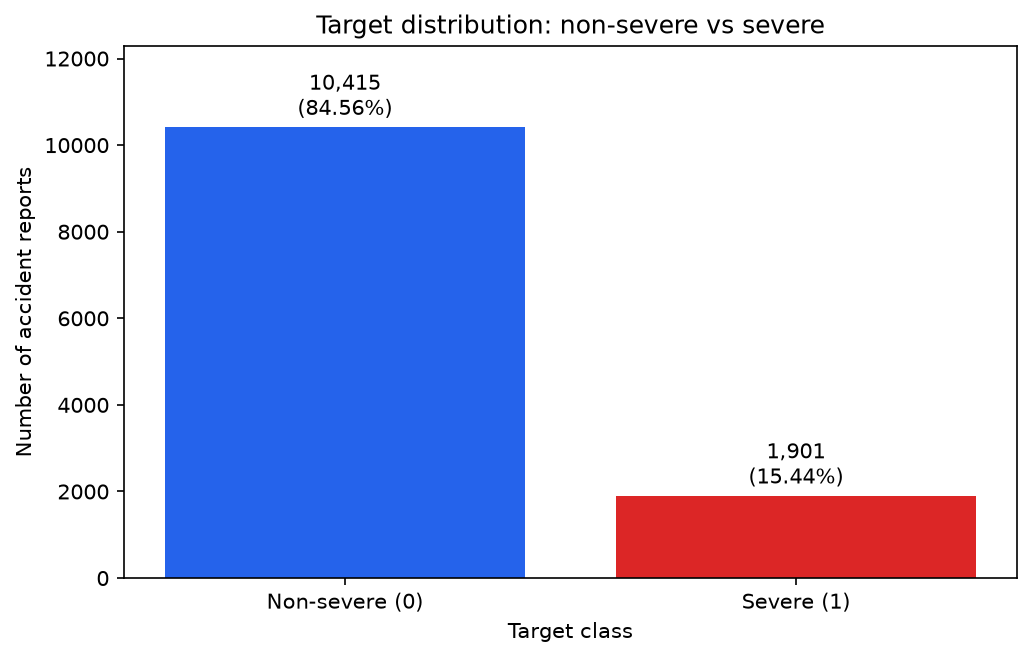 Target distribution: non-severe vs severe
12000
10,415
(84.56%)
10000
Number of accident reports
8000
6000
4000
1,901
(15.44%)
2000
0
Non-severe (0)
Severe (1)
Target class